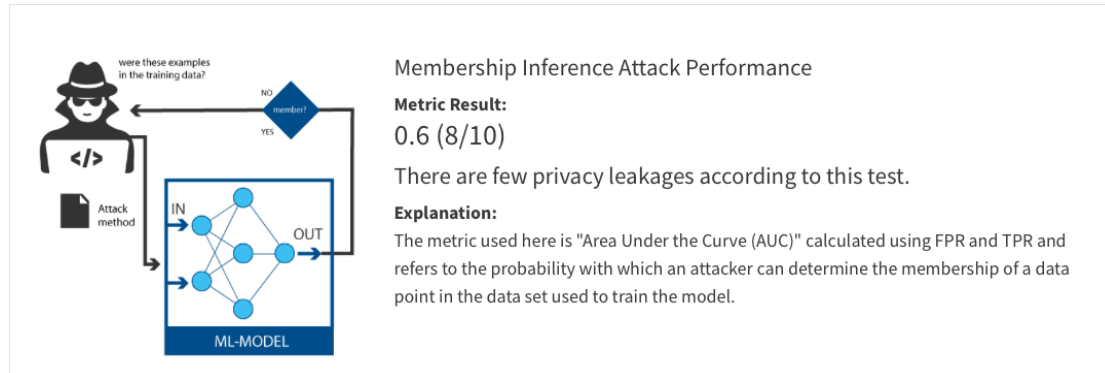 were these examples
in the training data?
NO
member?
YES
</>
Attack
method
IN
OUT
ML-MODEL
Membership Inference Attack Performance
Metric Result:
0.6 (8/10)
There are few privacy leakages according to this test.
Explanation:
The metric used here is "Area Under the Curve (AUC)" calculated using FPR and TPR and
refers to the probability with which an attacker can determine the membership of a data
point in the data set used to train the model.